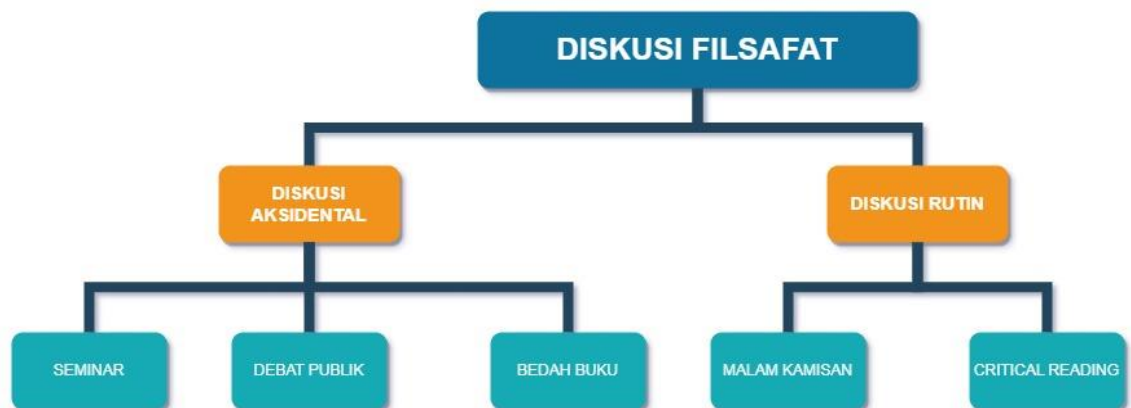 DISKUSI FILSAFAT
DISKUSI
AKSIDENTAL
DISKUSI RUTIN
SEMINAR
DEBAT PUBLIK
BEDAH BUKU
MALAM KAMISAN
CRITICAL READING